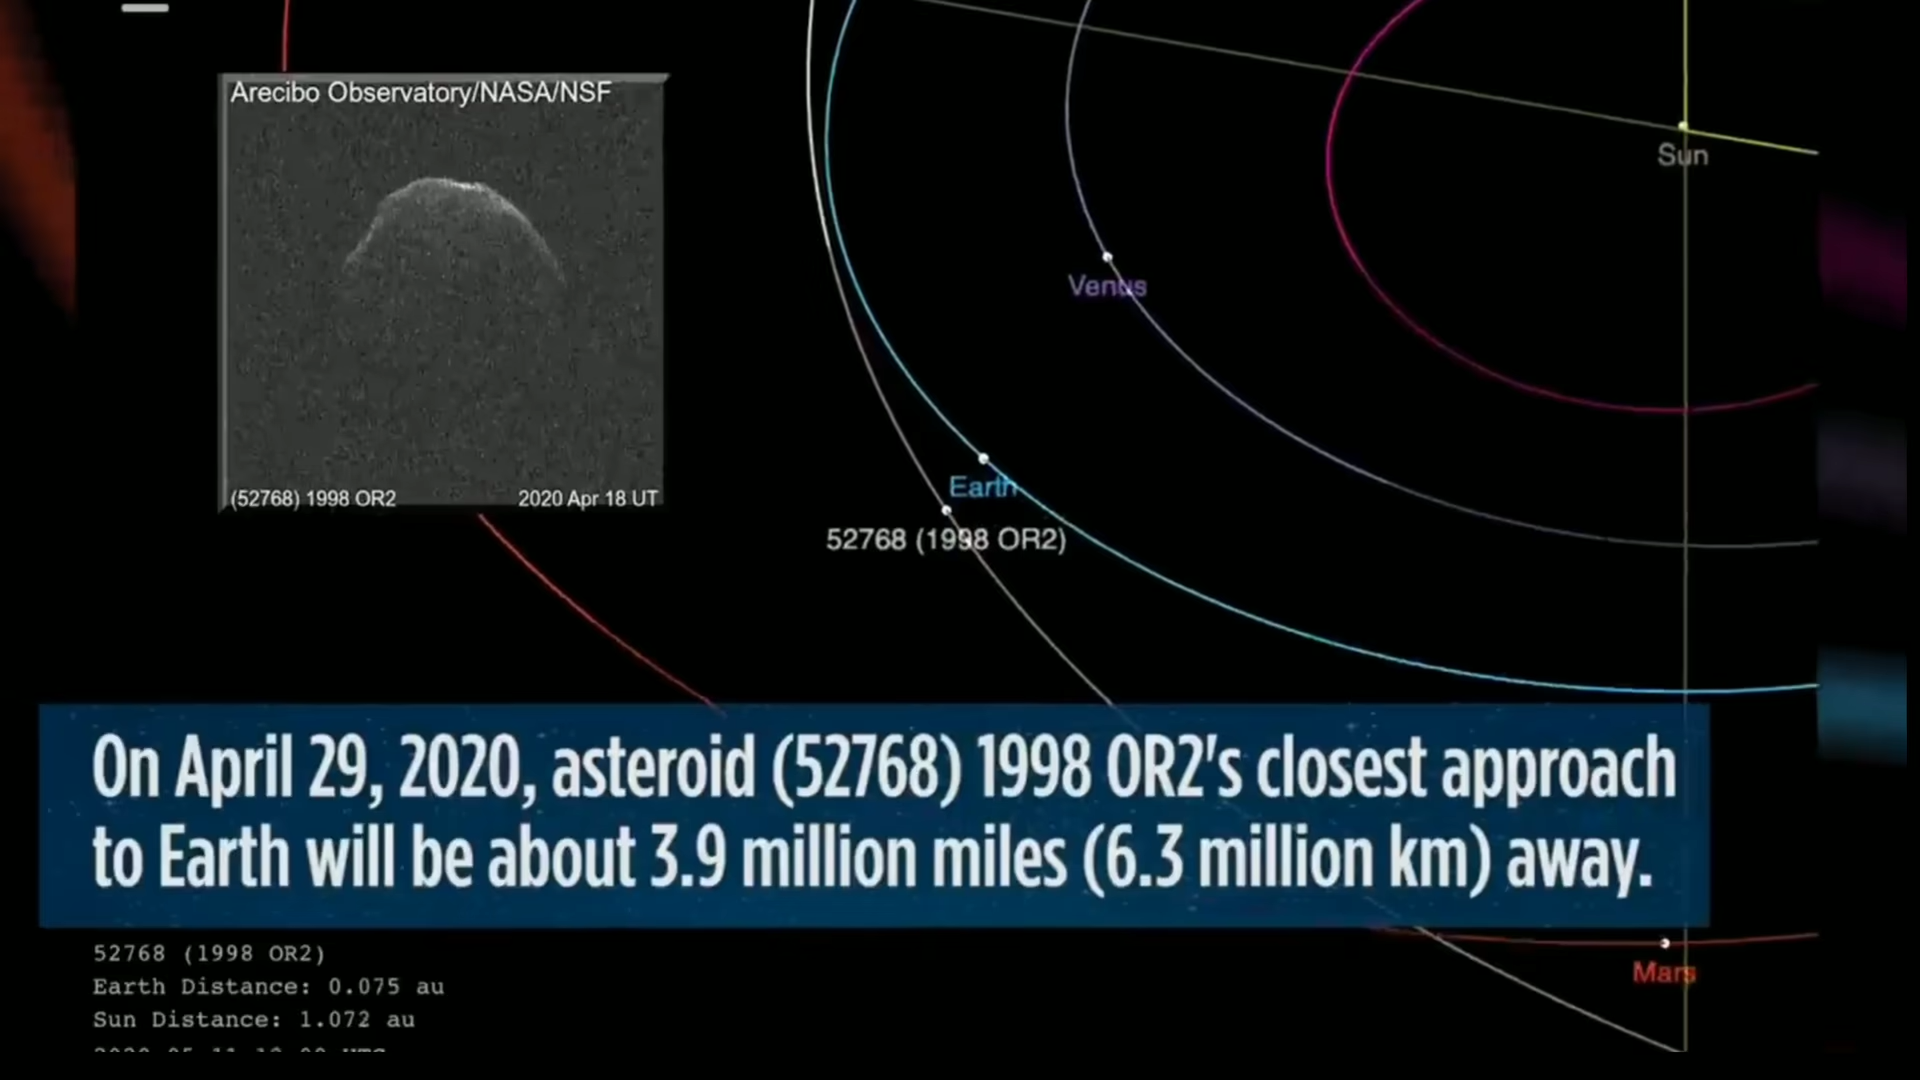 Arecibo Observatory/NASA/NSF
(52768) 1998 OR2
2020 Apr 18 UT
Sun
Venus
Earth
52768 (1998 OR2)
On April 29, 2020, asteroid (52768) 1998 OR2's closest approach
to Earth will be about 3.9 million miles (6.3 million km) away.
Mars
52768 (1998 OR2)
Earth Distance: 0.075 au
Sun Distance: 1.072 au